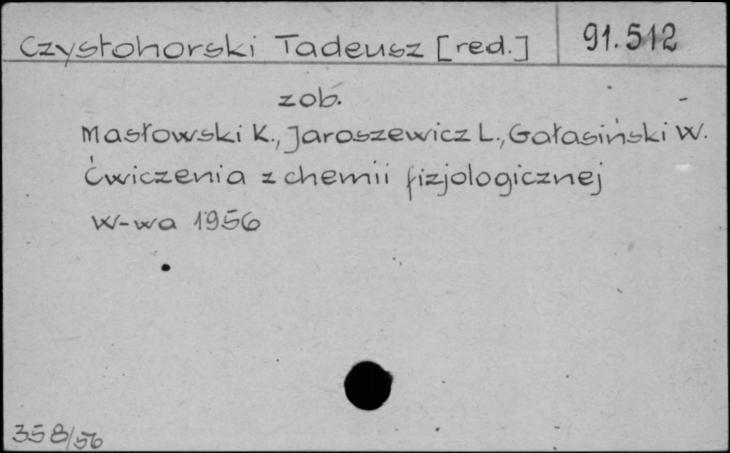 Czystohorski Tadeusz [red.] 91.512
zob.
Masłowski K., Jaroszewicz L., Gałasiński W.
Ćwiczenia z chemii fizjologicznej
W-wa 1956
358/56